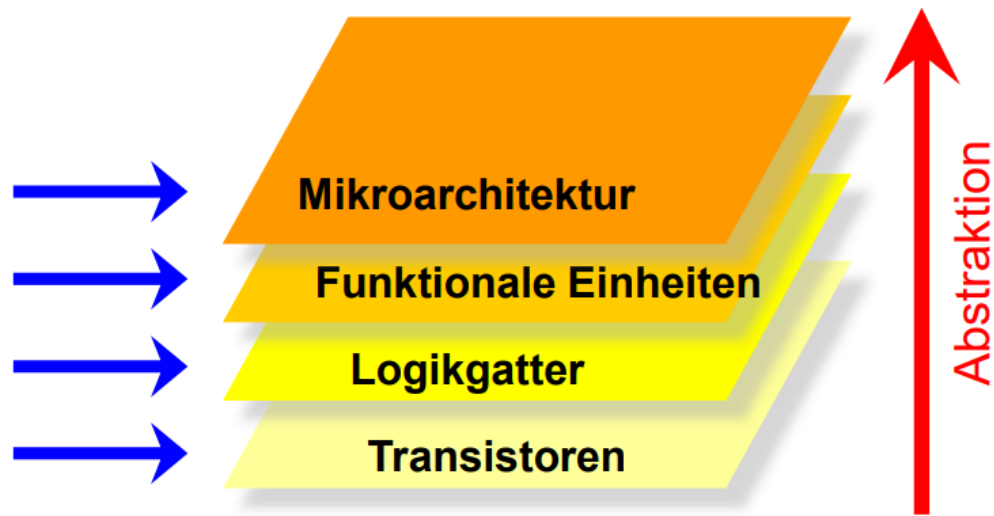 Mikroarchitektur
Funktionale Einheiten
Logikgatter
Transistoren
Abstraktion